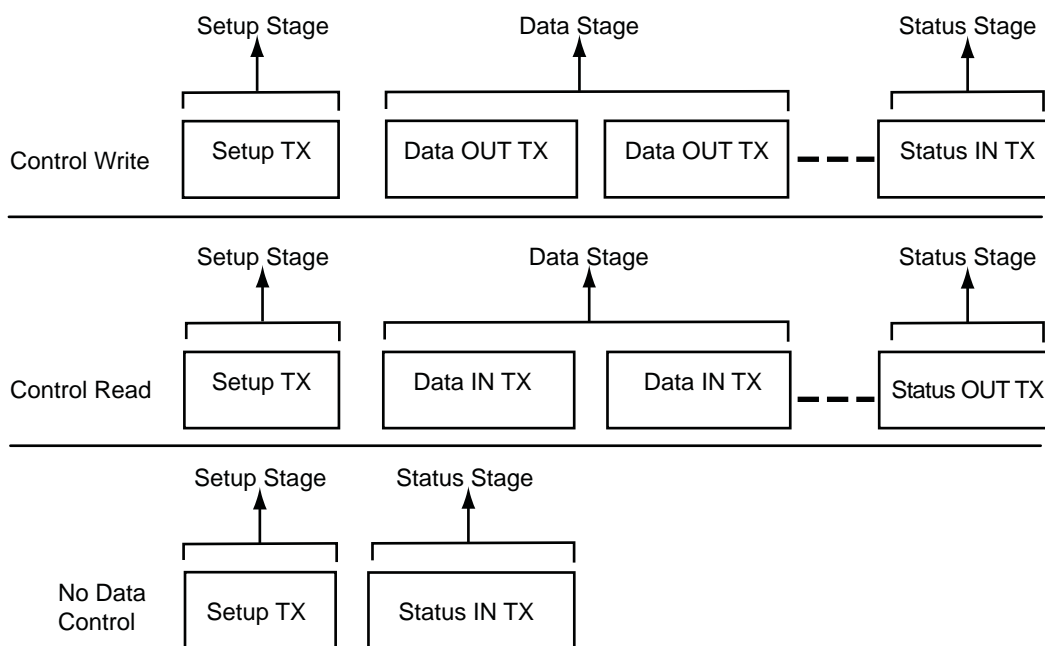 Setup Stage Data Stage Status Stage
Control Write Setup TX Data OUT TX Data OUT TX Status IN TX
Setup Stage Data Stage Status Stage
Control Read Setup TX Data IN TX Data IN TX Status OUT TX
Setup Stage Status Stage
No Data
Control Setup TX Status IN TX